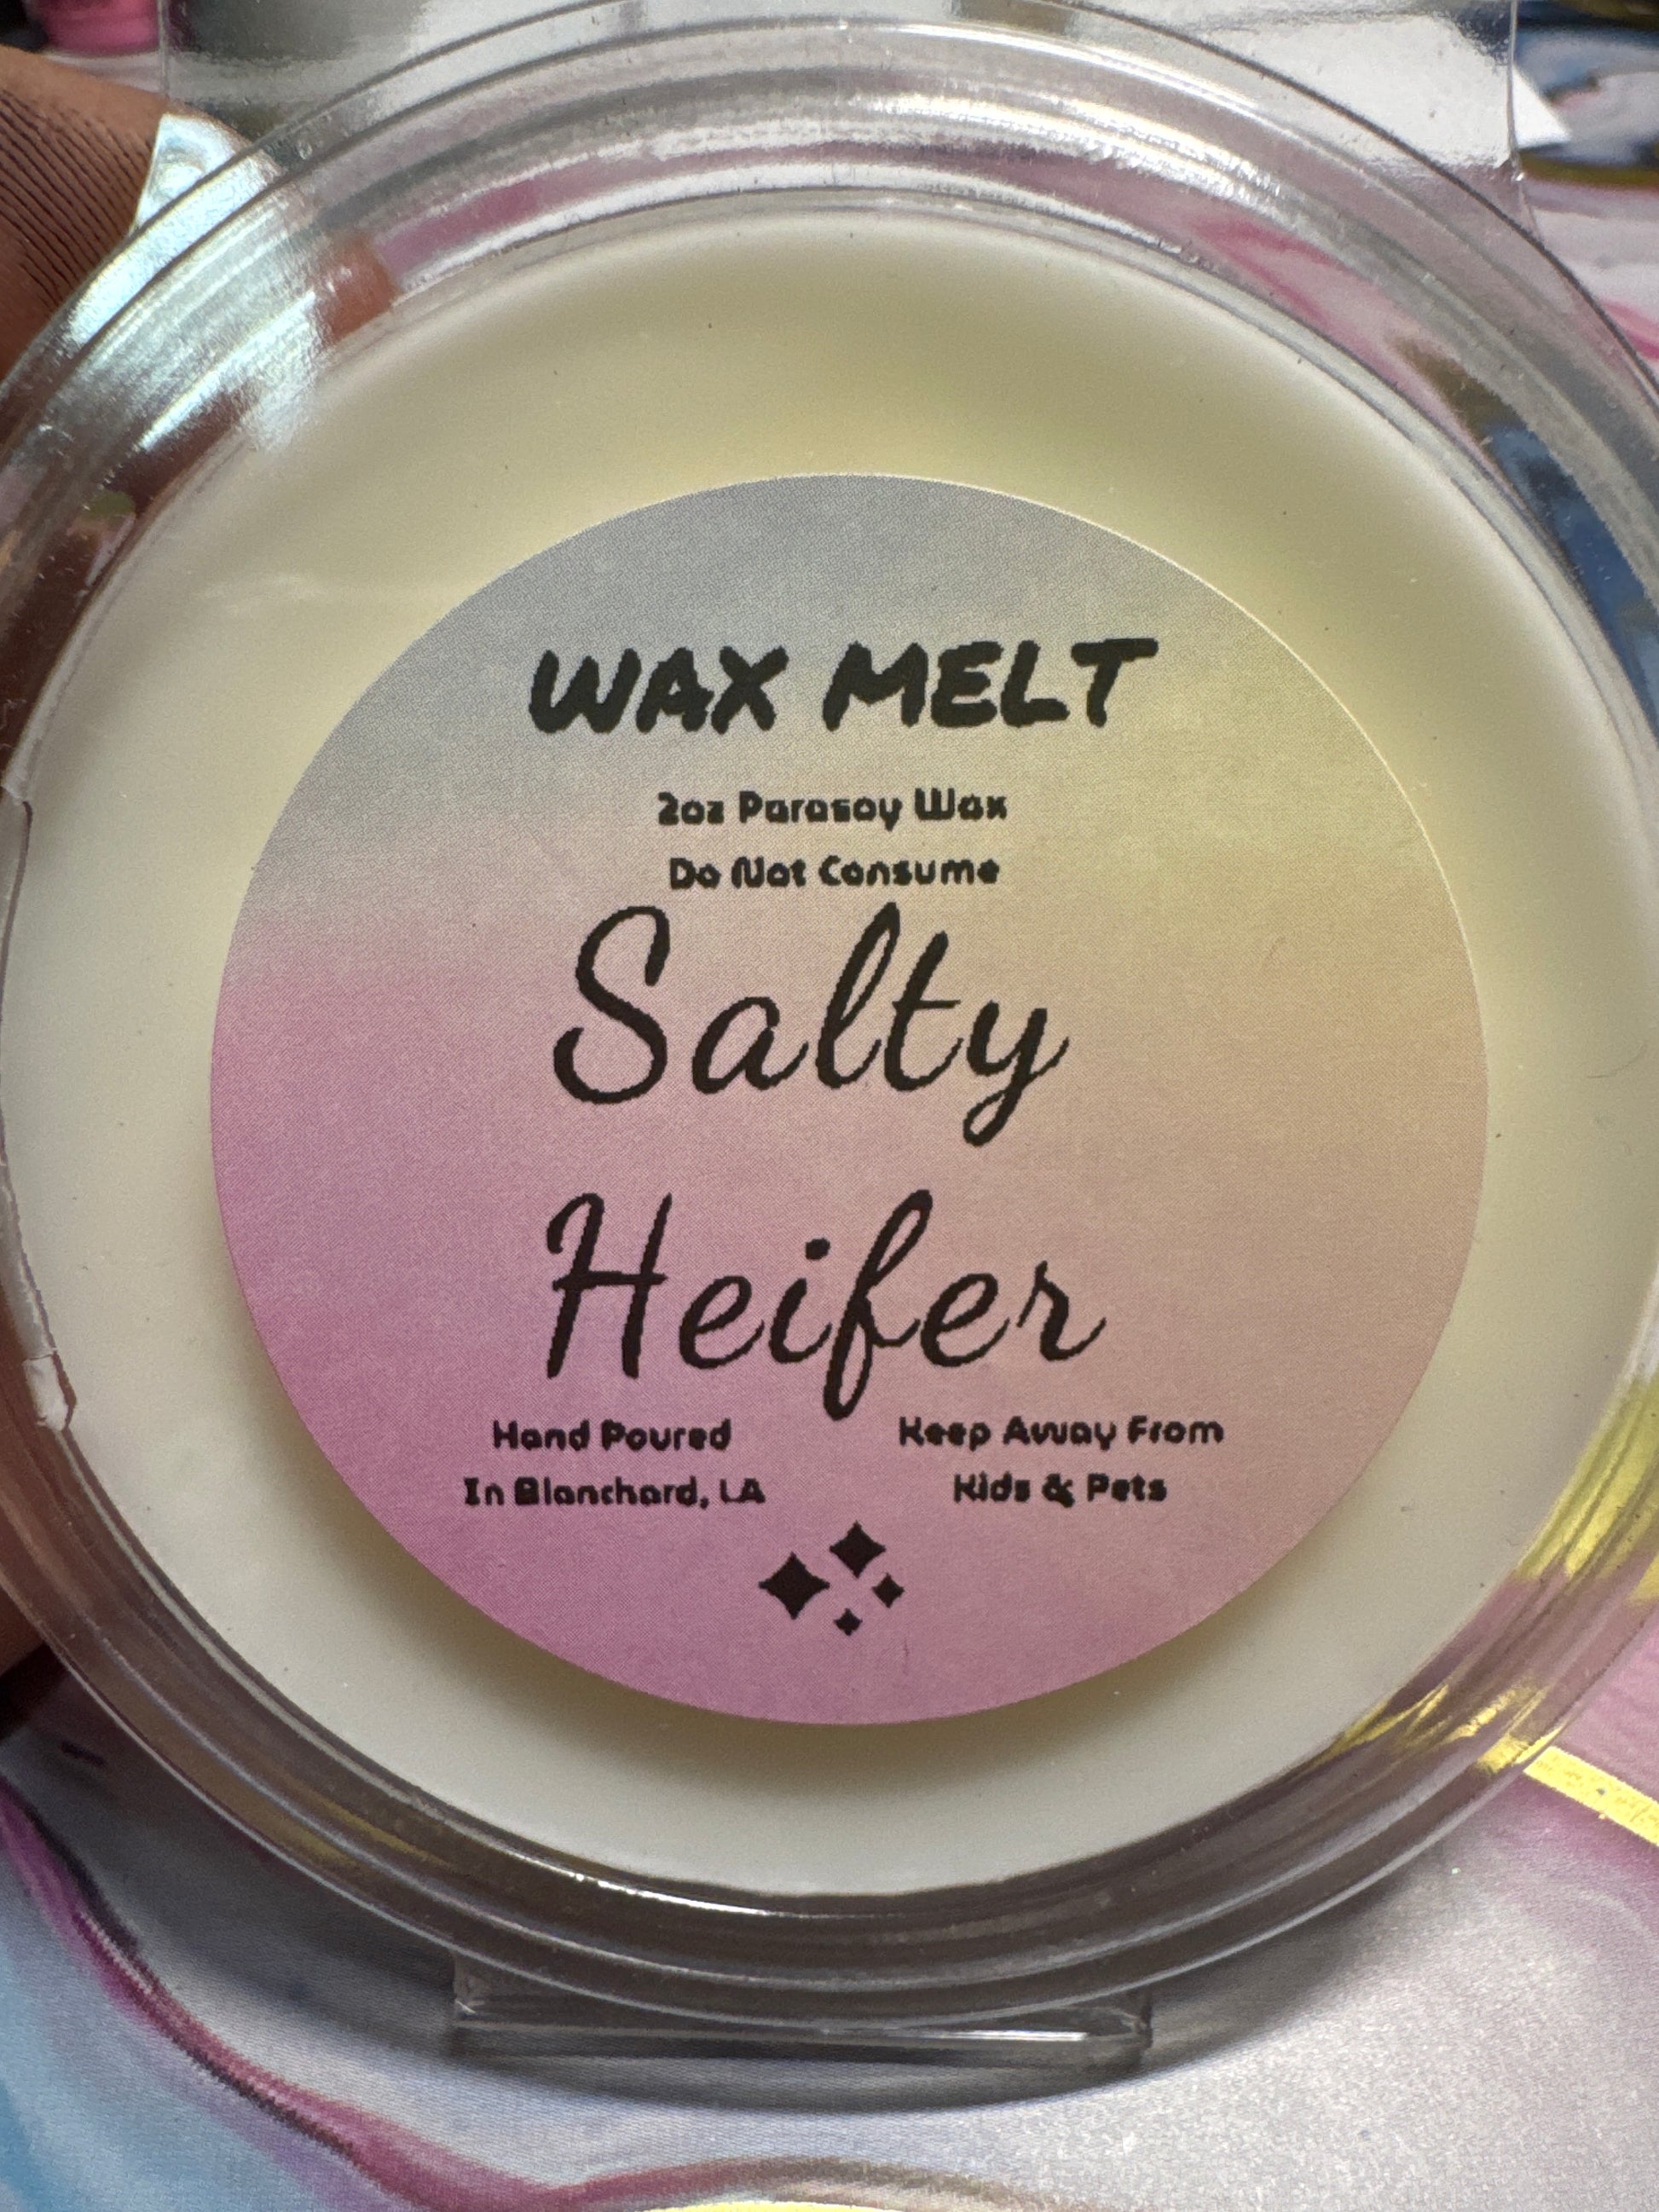 WAX MELT
2oz Parasoy Wax
Do Not Consume
Salty
Heifer
Hand Poured
In Blanchard, LA
Keep Away From
Kids & Pets